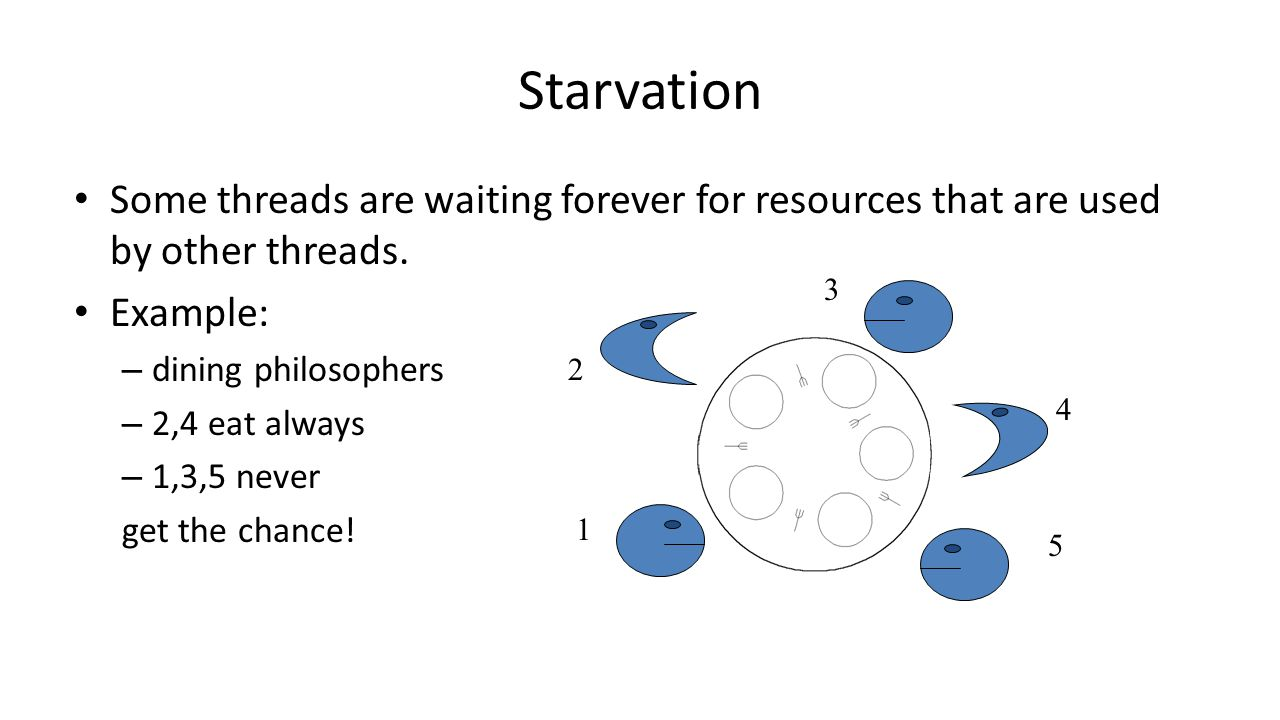 Starvation
• Some threads are waiting forever for resources that are used
by other threads.
• Example:
– dining philosophers
– 2,4 eat always
– 1,3,5 never
get the chance!
3
2
4
1
5